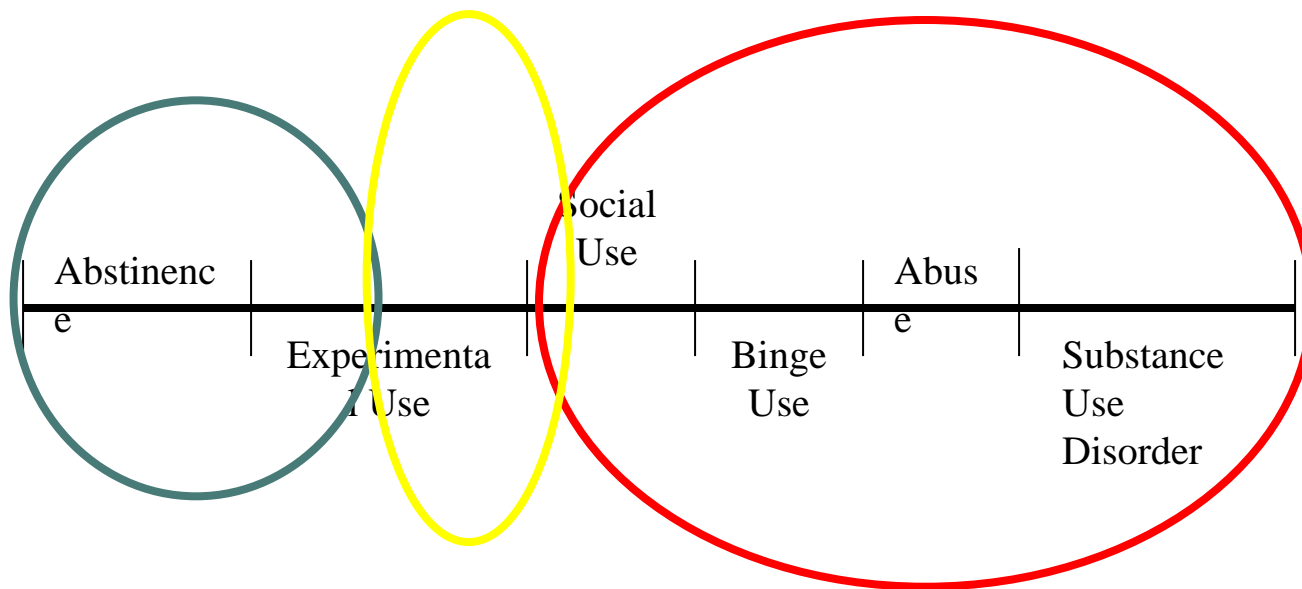 Abstinenc
e
Experimenta
l Use
Social
Use
Binge
Use
Abus
e
Substance
Use
Disorder